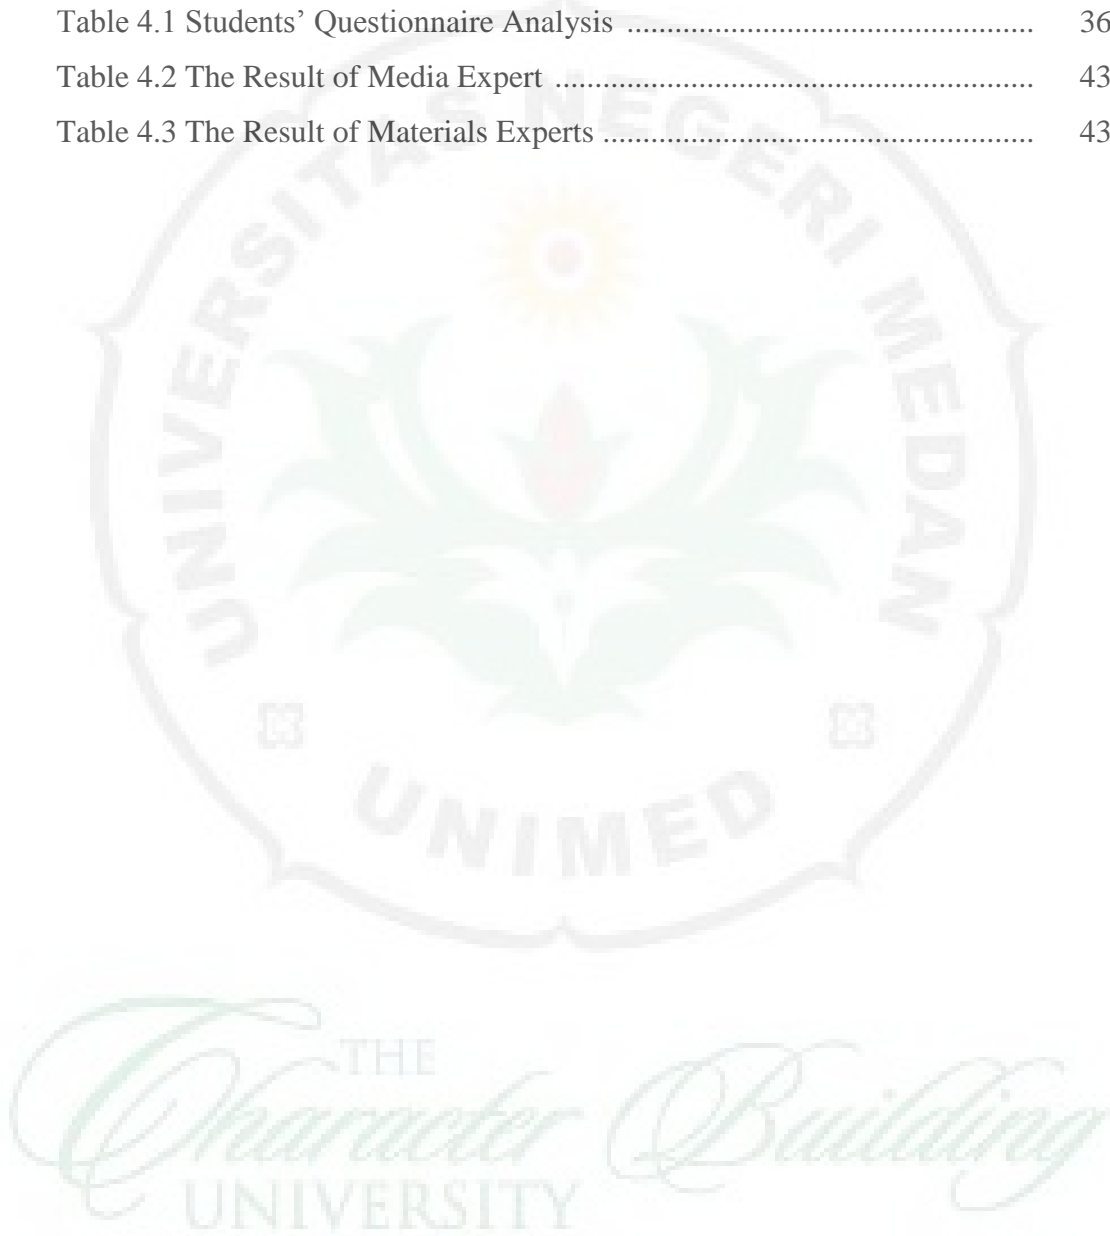 Table 4.1 Students’ Questionnaire Analysis .................................................... 36
Table 4.2 The Result of Media Expert ............................................................. 43
Table 4.3 The Result of Materials Experts ....................................................... 43
UNIVERSITAS NEGERI MEDAN
UNIMED
THE
Character Building
UNIVERSITY